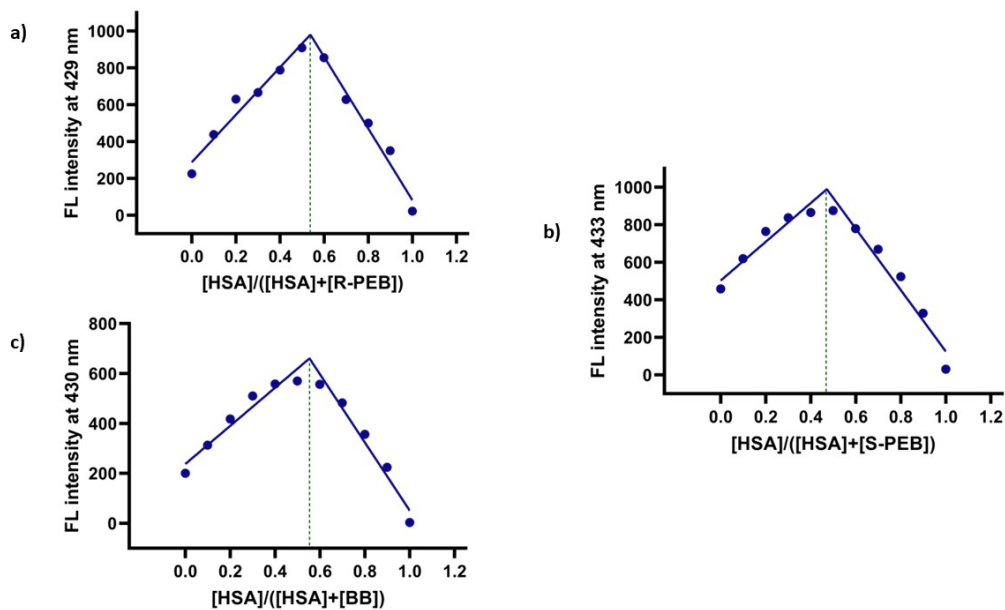 a)
FL intensity at 429 nm
1000
800
600
400
200
0
0.0 0.2 0.4 0.6 0.8 1.0 1.2
[HSA]/([HSA]+[R-PEB])
b)
FL intensity at 433 nm
1000
800
600
400
200
0
0.0 0.2 0.4 0.6 0.8 1.0 1.2
[HSA]/([HSA]+[S-PEB])
c)
FL intensity at 430 nm
800
600
400
200
0
0.0 0.2 0.4 0.6 0.8 1.0 1.2
[HSA]/([HSA]+[BB])